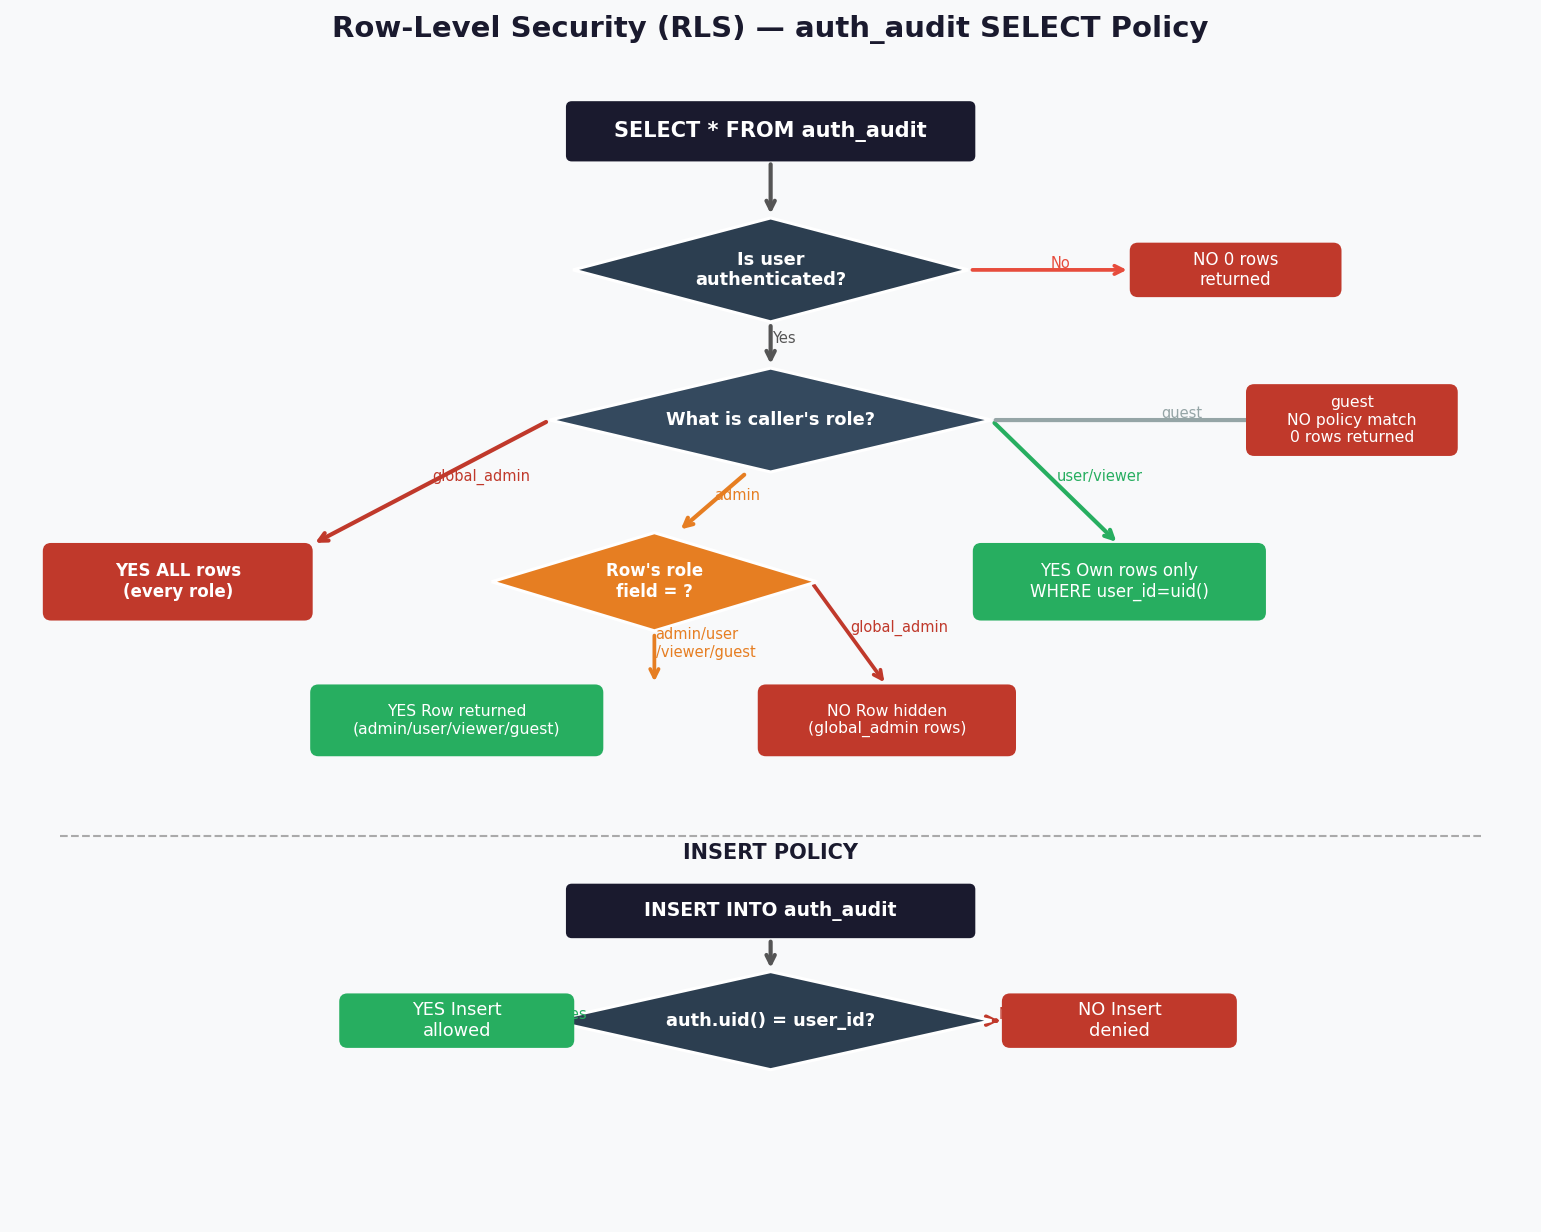 Row-Level Security (RLS) — auth_audit SELECT Policy
SELECT * FROM auth_audit
Is user
authenticated?
No
NO 0 rows
returned
Yes
What is caller's role?
guest
guest
NO policy match
0 rows returned
global_admin
admin
user/viewer
YES ALL rows
(every role)
Row's role
field = ?
YES Own rows only
WHERE user_id=uid()
admin/user
/viewer/guest
global_admin
YES Row returned
(admin/user/viewer/guest)
NO Row hidden
(global_admin rows)
INSERT POLICY
INSERT INTO auth_audit
YES Insert
allowed
auth.uid() = user_id?
NO Insert
denied